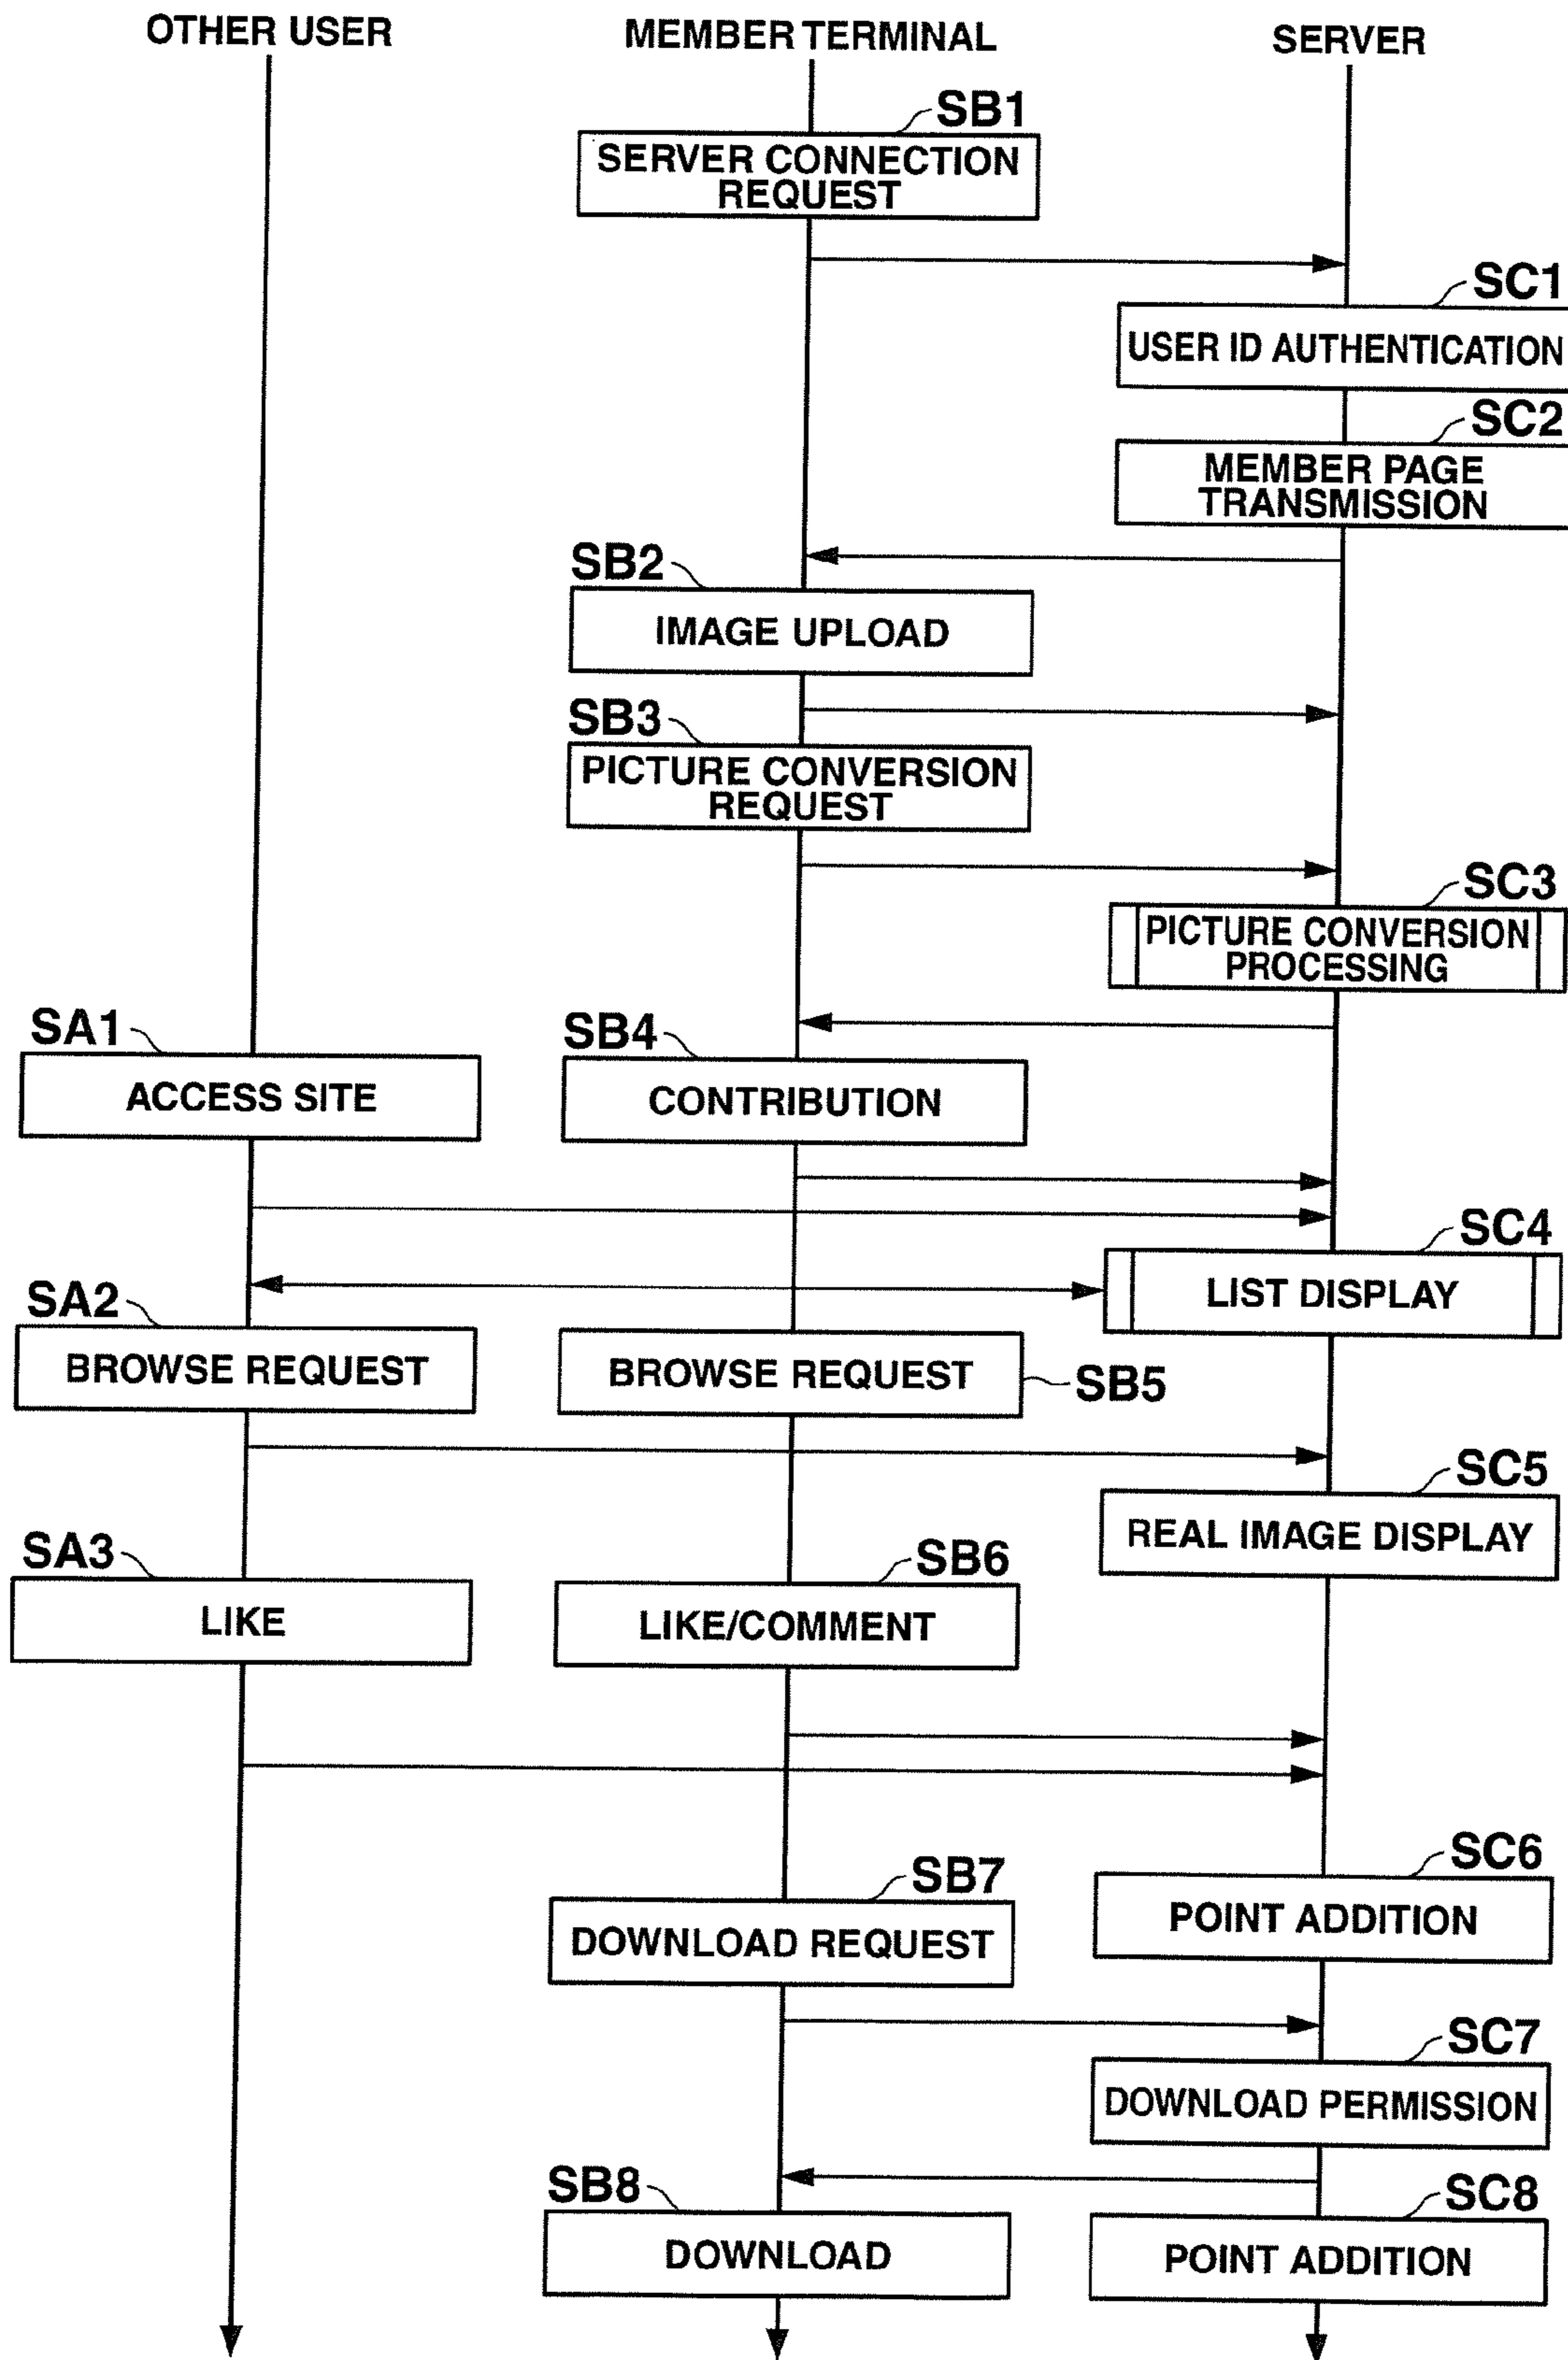 OTHER USER
MEMBER TERMINAL
SERVER
SB1
SERVER CONNECTION
REQUEST
SC1
USER ID AUTHENTICATION
SC2
MEMBER PAGE
TRANSMISSION
SB2
IMAGE UPLOAD
SB3
PICTURE CONVERSION
REQUEST
SC3
PICTURE CONVERSION
PROCESSING
SA1
ACCESS SITE
SB4
CONTRIBUTION
SC4
LIST DISPLAY
SA2
BROWSE REQUEST
BROWSE REQUEST
SB5
SC5
REAL IMAGE DISPLAY
SA3
LIKE
SB6
LIKE/COMMENT
SC6
POINT ADDITION
SB7
DOWNLOAD REQUEST
SC7
DOWNLOAD PERMISSION
SB8
DOWNLOAD
SC8
POINT ADDITION